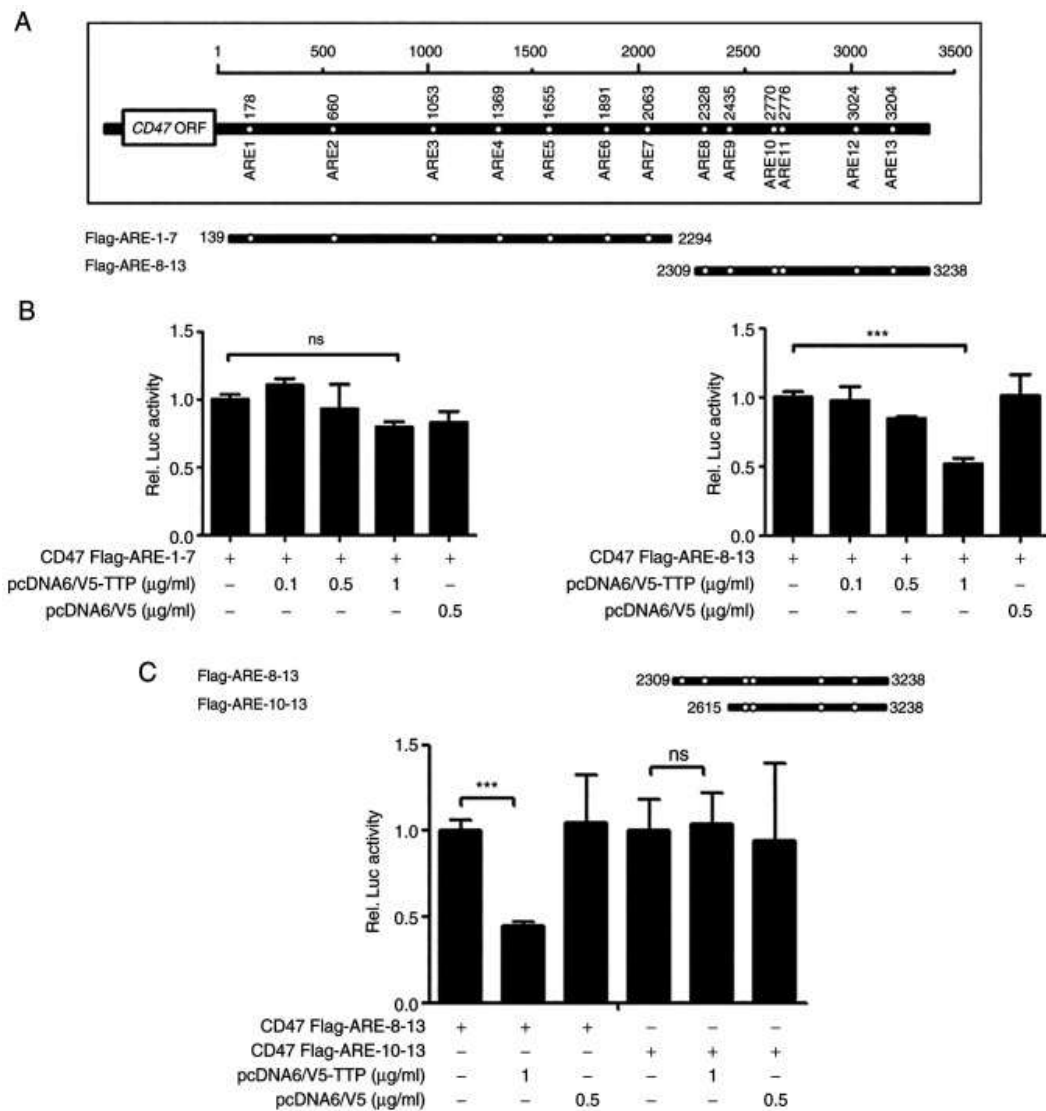 A
1 500 1000 1500 2000 2500 3000 3500
178 660 1053 1369 1655 1891 2063 2328 2435 2770 2776 3024 3204
CD47 ORF
ARE1 ARE2 ARE3 ARE4 ARE5 ARE6 ARE7 ARE8 ARE9 ARE10 ARE11 ARE12 ARE13
Flag-ARE-1-7 139 2294
Flag-ARE-8-13 2309 3238
B
Rel. Luc activity
1.5
1.0
0.5
0.0
ns
CD47 Flag-ARE-1-7 + + + + +
pcDNA6/V5-TTP (μg/ml) – 0.1 0.5 1 –
pcDNA6/V5 (μg/ml) – – – – 0.5
Rel. Luc activity
1.5
1.0
0.5
0.0
***
CD47 Flag-ARE-8-13 + + + + +
pcDNA6/V5-TTP (μg/ml) – 0.1 0.5 1 –
pcDNA6/V5 (μg/ml) – – – – 0.5
C
Flag-ARE-8-13 2309 3238
Flag-ARE-10-13 2615 3238
Rel. Luc activity
1.5
1.0
0.5
0.0
*** ns
CD47 Flag-ARE-8-13 + + + – – –
CD47 Flag-ARE-10-13 – – – + + +
pcDNA6/V5-TTP (μg/ml) – 1 – – 1 –
pcDNA6/V5 (μg/ml) – – 0.5 – – 0.5